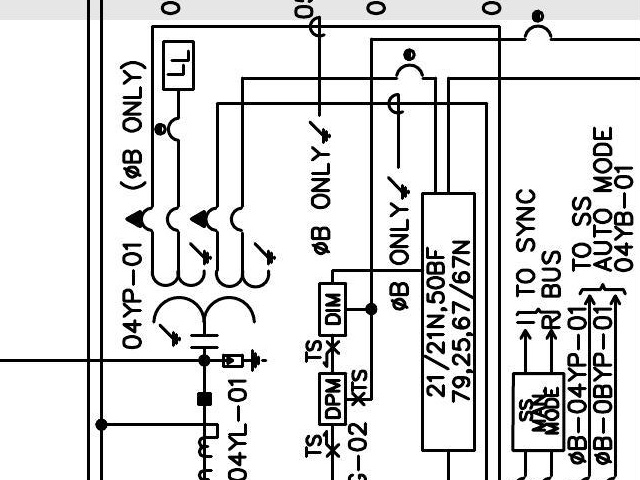 (øB ONLY)
04YP-01
LL
04YL-01
øB ONLY
DIM
TS
DPM
TS
TS
G-02
øB ONLY
21/21N,50BF
79,25,67/67N
TO SYNC
BUS
SS
MAN
MODE
TO SS
AUTO MODE
04YB-01
øB-04YP-01
øB-0BYP-01